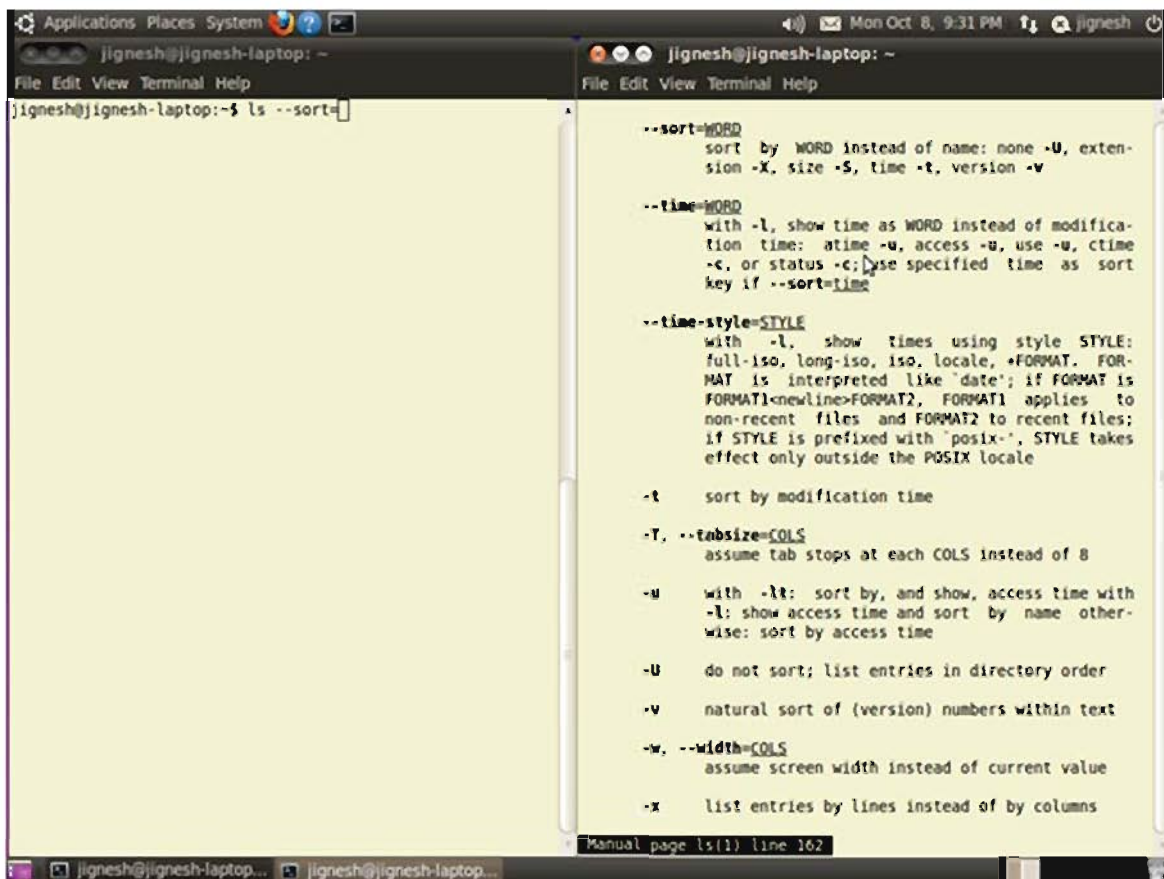 Applications Places System
Mon Oct 8, 9:31 PM jignesh
jignesh@jignesh-laptop: ~
File Edit View Terminal Help
jignesh@jignesh-laptop:~$ ls --sort=
jignesh@jignesh-laptop: ~
File Edit View Terminal Help
--sort=WORD
sort by WORD instead of name: none -U, exten-
sion -X, size -S, time -t, version -v
--time=WORD
with -l, show time as WORD instead of modifica-
tion time: atime -u, access -u, use -u, ctime
-c, or status -c; use specified time as sort
key if --sort=time
--time-style=STYLE
with -l, show times using style STYLE:
full-iso, long-iso, iso, locale, +FORMAT. FOR-
MAT is interpreted like `date'; if FORMAT is
FORMAT1<newline>FORMAT2, FORMAT1 applies to
non-recent files and FORMAT2 to recent files;
if STYLE is prefixed with `posix-', STYLE takes
effect only outside the POSIX locale
-t sort by modification time
-T, --tabsize=COLS
assume tab stops at each COLS instead of 8
-u with -lt: sort by, and show, access time with
-l: show access time and sort by name other-
wise: sort by access time
-U do not sort; list entries in directory order
-v natural sort of (version) numbers within text
-w, --width=COLS
assume screen width instead of current value
-x list entries by lines instead of by columns
Manual page ls(1) line 162
jignesh@jignesh-laptop... jignesh@jignesh-laptop...